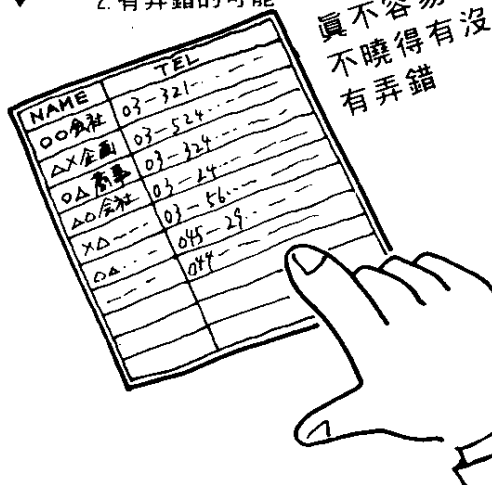 2. 有弄錯的可能
眞不容易
不曉得有沒
有弄錯
NAME TEL
○○会社 03-321-
△×企画 03-524
○△商事 03-324
△○会社 03-24
×△ 03-56
○△ 045-29
044